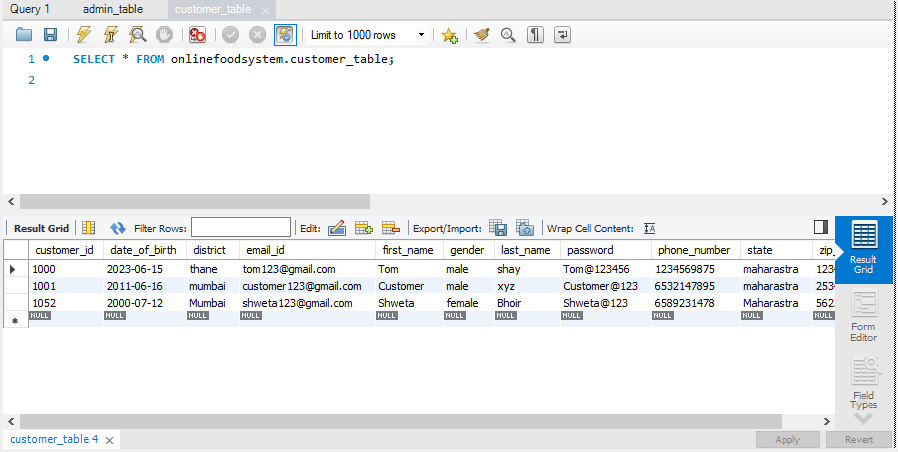 Query 1 admin_table customer_table
Limit to 1000 rows
1 SELECT * FROM onlinefoodsystem.customer_table;
2
Result Grid Filter Rows: Edit: Export/Import: Wrap Cell Content:
customer_id date_of_birth district email_id first_name gender last_name password phone_number state zip_
1000 2023-06-15 thane tom123@gmail.com Tom male shay Tom@123456 1234569875 maharastra 1234
1001 2011-06-16 mumbai customer123@gmail.com Customer male xyz Customer@123 6532147895 maharastra 2534
1052 2000-07-12 Mumbai shweta123@gmail.com Shweta female Bhoir Shweta@123 6589231478 Maharastra 562
NULL NULL NULL NULL NULL NULL NULL NULL NULL NULL NULL
Result
Grid
Form
Editor
Field
Types
customer_table 4
Apply Revert